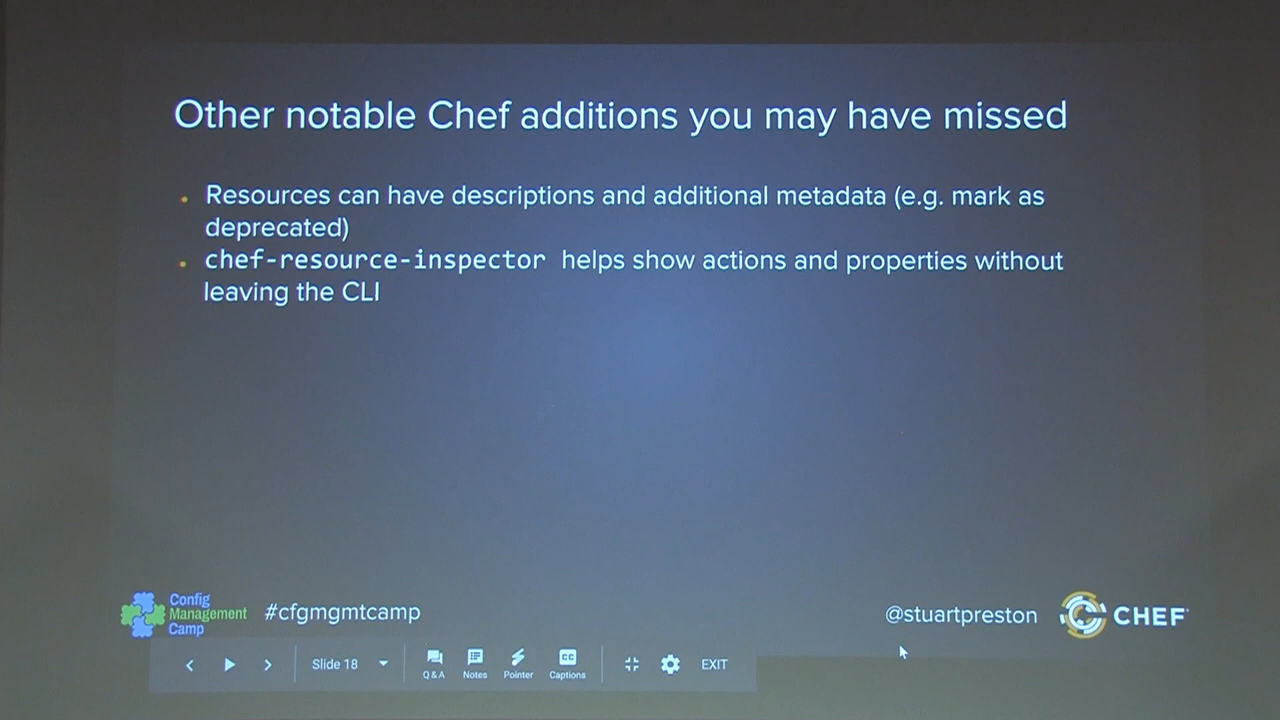 Other notable Chef additions you may have missed
Resources can have descriptions and additional metadata (e.g. mark as
deprecated)
chef-resource-inspector helps show actions and properties without
leaving the CLI
Config
Management
Camp
#cfgmgmtcamp
@stuartpreston
CHEF
Slide 18
Q & A
Notes
Pointer
CC
Captions
EXIT